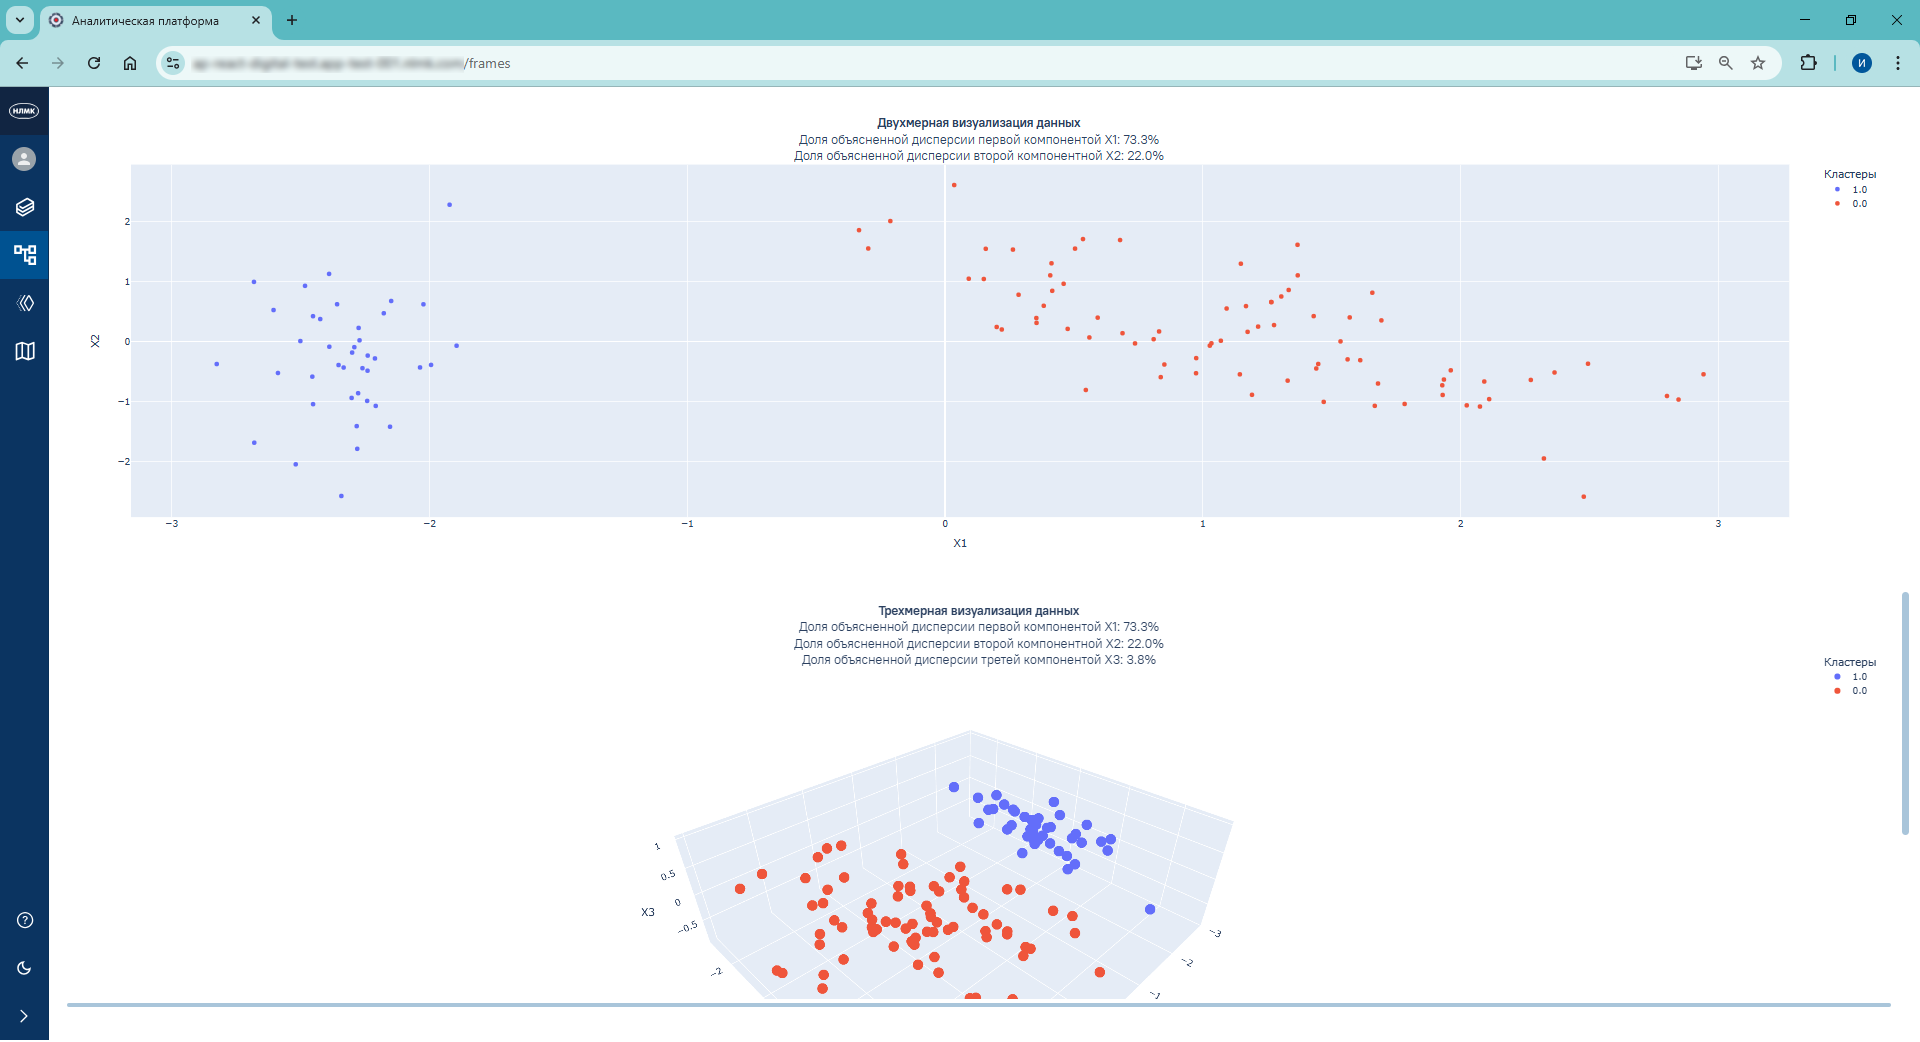 Аналитическая платформа
/frames
И
НЛМК
Двухмерная визуализация данных
Доля объясненной дисперсии первой компонентой X1: 73.3%
Доля объясненной дисперсии второй компонентной X2: 22.0%
Кластеры
1.0
0.0
2
1
0
−1
−2
X2
−3
−2
−1
0
1
2
3
X1
Трехмерная визуализация данных
Доля объясненной дисперсии первой компонентой X1: 73.3%
Доля объясненной дисперсии второй компонентной X2: 22.0%
Доля объясненной дисперсии третей компонентой X3: 3.8%
Кластеры
1.0
0.0
1
0.5
0
−0.5
X3
−2
−3
−2
−1